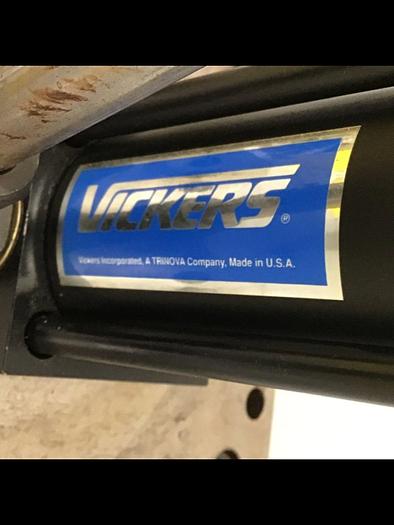 VICKERS®
Vickers Incorporated, A TRINOVA Company, Made in U.S.A.